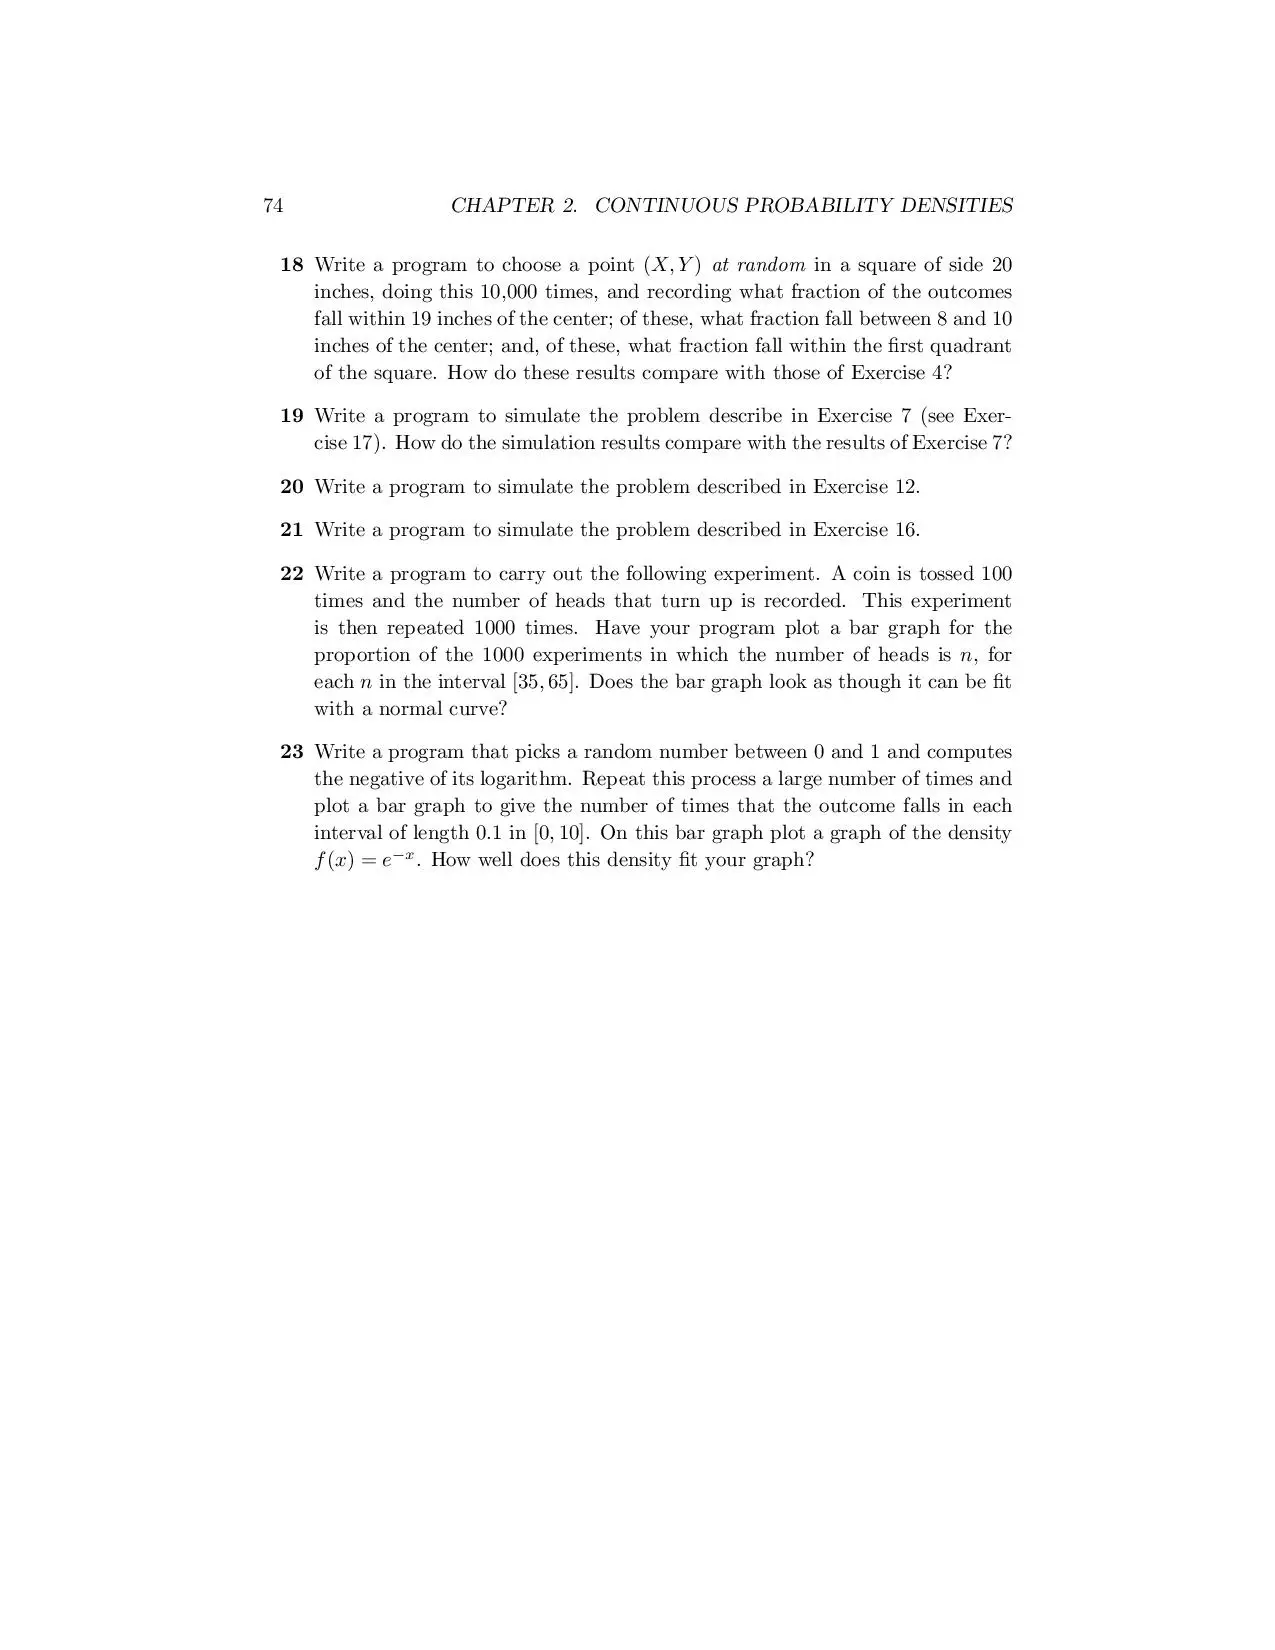 74 CHAPTER 2. CONTINUOUS PROBABILITY DENSITIES
18 Write a program to choose a point (X, Y) at random in a square of side 20
inches, doing this 10,000 times, and recording what fraction of the outcomes
fall within 19 inches of the center; of these, what fraction fall between 8 and 10
inches of the center; and, of these, what fraction fall within the first quadrant
of the square. How do these results compare with those of Exercise 4?
19 Write a program to simulate the problem describe in Exercise 7 (see Exer-
cise 17). How do the simulation results compare with the results of Exercise 7?
20 Write a program to simulate the problem described in Exercise 12.
21 Write a program to simulate the problem described in Exercise 16.
22 Write a program to carry out the following experiment. A coin is tossed 100
times and the number of heads that turn up is recorded. This experiment
is then repeated 1000 times. Have your program plot a bar graph for the
proportion of the 1000 experiments in which the number of heads is n, for
each n in the interval [35, 65]. Does the bar graph look as though it can be fit
with a normal curve?
23 Write a program that picks a random number between 0 and 1 and computes
the negative of its logarithm. Repeat this process a large number of times and
plot a bar graph to give the number of times that the outcome falls in each
interval of length 0.1 in [0, 10]. On this bar graph plot a graph of the density
f(x) = e⁻ˣ. How well does this density fit your graph?